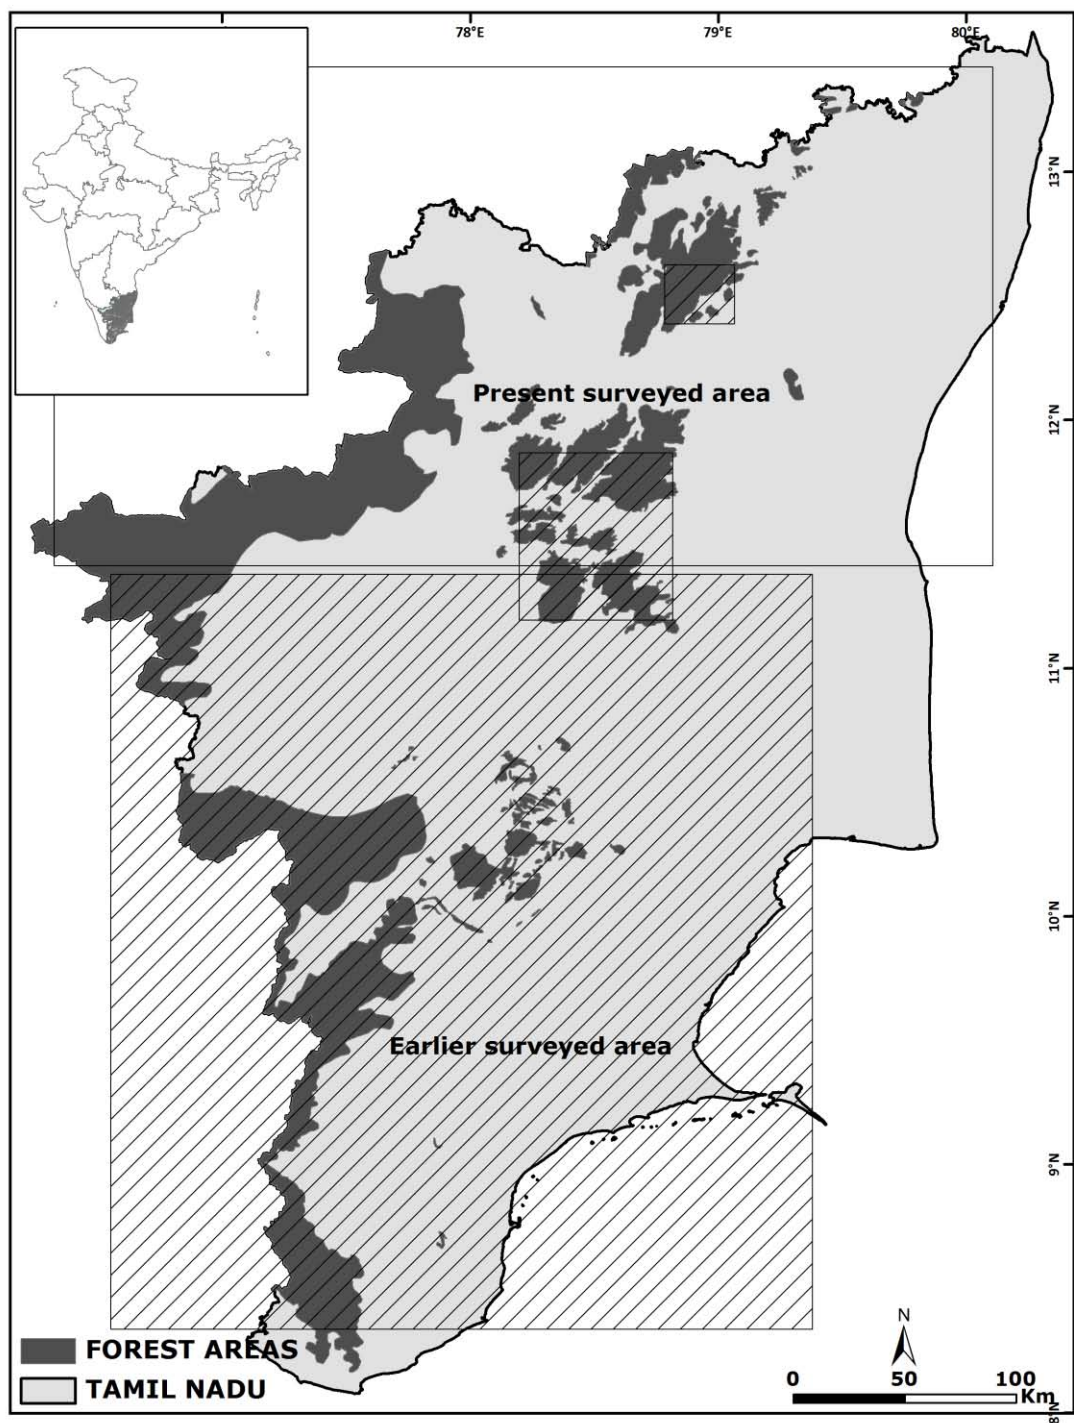 78°E
79°E
80°E
13°N
12°N
Present surveyed area
11°N
10°N
Earlier surveyed area
9°N
N
FOREST AREAS
TAMIL NADU
0 50 100
Km
8°N